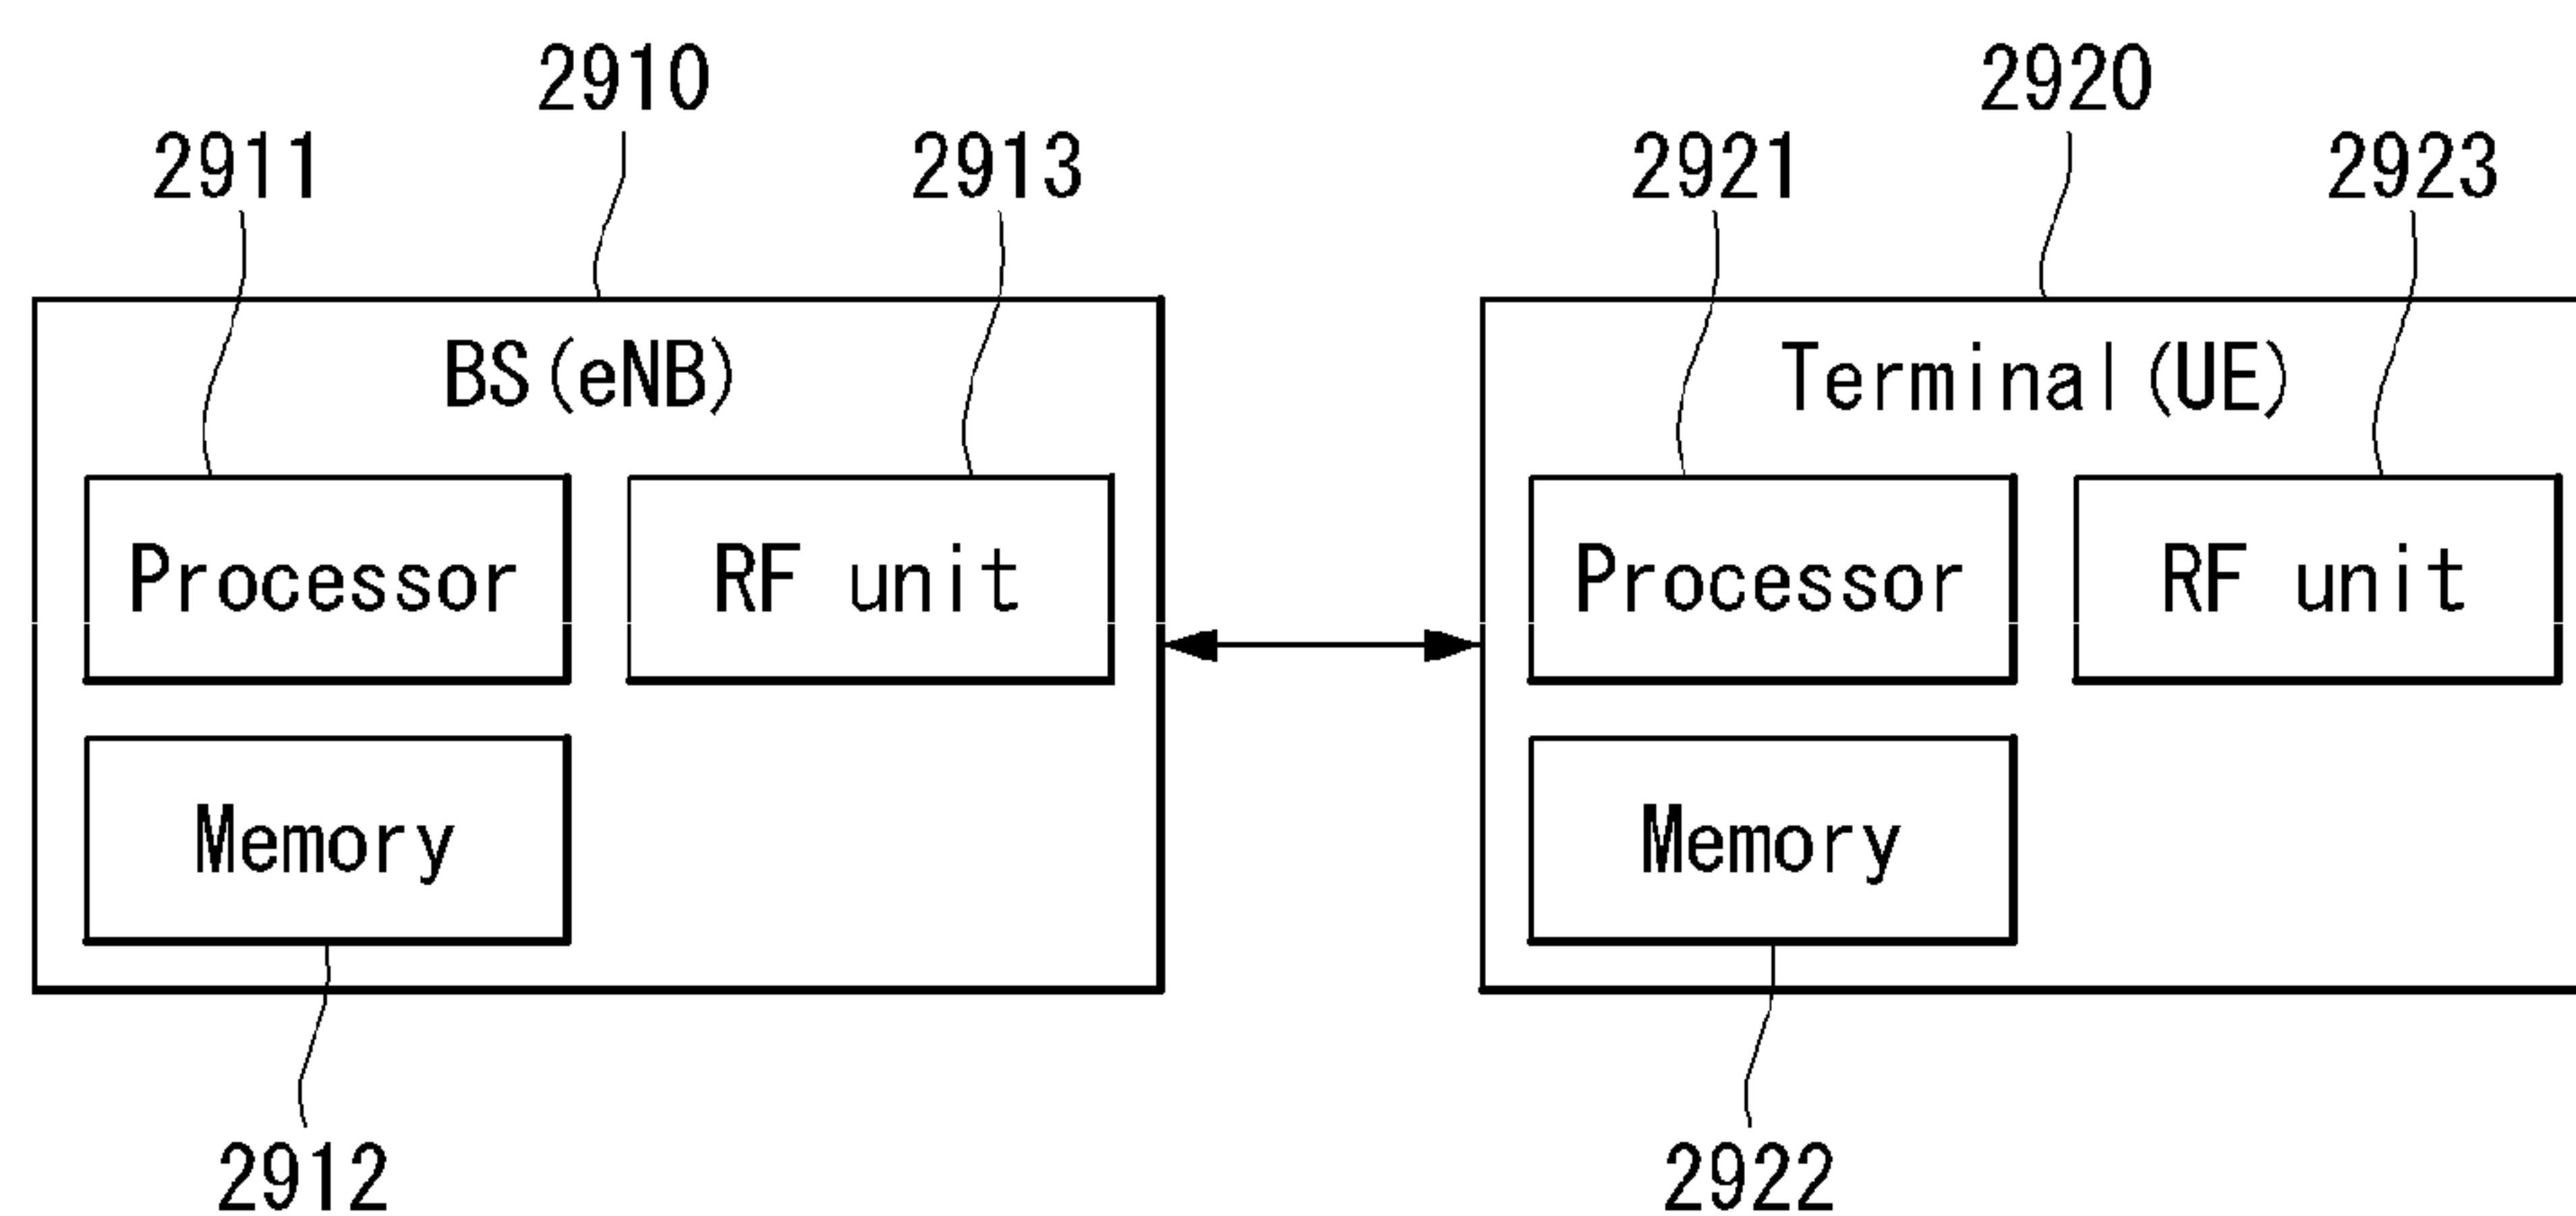 2910
2920
2911
2913
2921
2923
BS(eNB)
Terminal(UE)
Processor
RF unit
Processor
RF unit
Memory
Memory
2912
2922